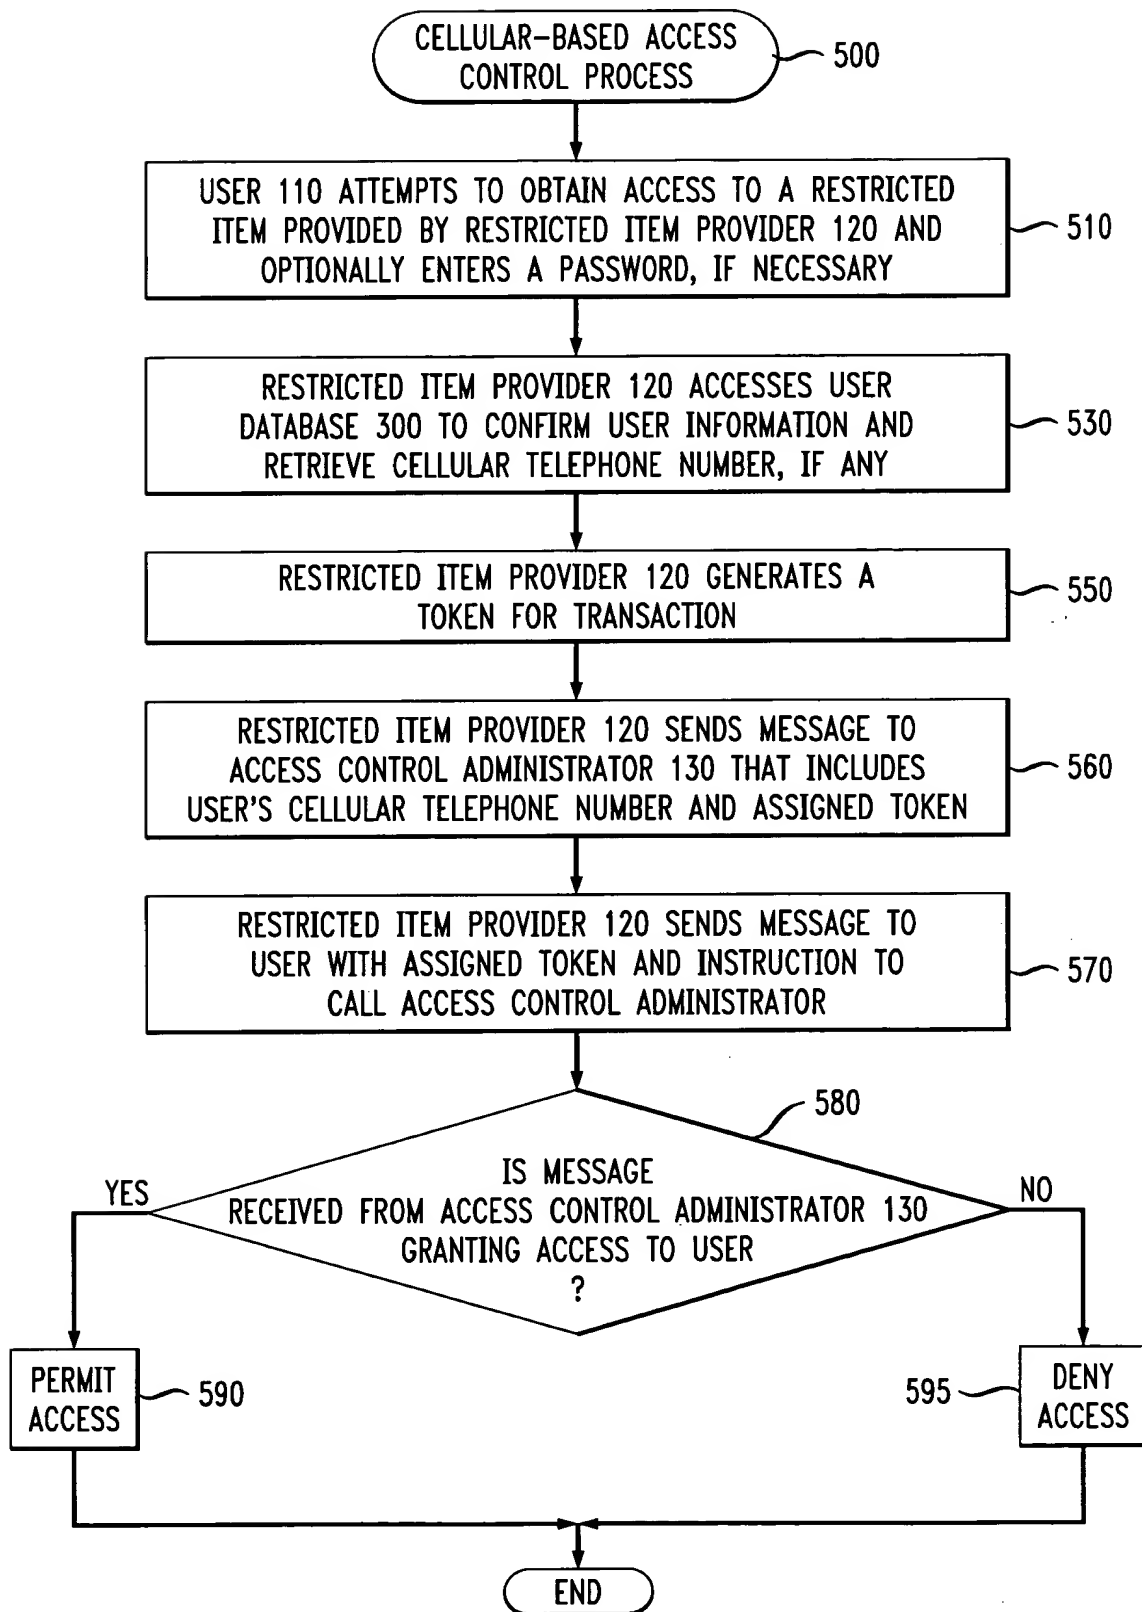 CELLULAR-BASED ACCESS
CONTROL PROCESS
500
USER 110 ATTEMPTS TO OBTAIN ACCESS TO A RESTRICTED
ITEM PROVIDED BY RESTRICTED ITEM PROVIDER 120 AND
OPTIONALLY ENTERS A PASSWORD, IF NECESSARY
510
RESTRICTED ITEM PROVIDER 120 ACCESSES USER
DATABASE 300 TO CONFIRM USER INFORMATION AND
RETRIEVE CELLULAR TELEPHONE NUMBER, IF ANY
530
RESTRICTED ITEM PROVIDER 120 GENERATES A
TOKEN FOR TRANSACTION
550
RESTRICTED ITEM PROVIDER 120 SENDS MESSAGE TO
ACCESS CONTROL ADMINISTRATOR 130 THAT INCLUDES
USER'S CELLULAR TELEPHONE NUMBER AND ASSIGNED TOKEN
560
RESTRICTED ITEM PROVIDER 120 SENDS MESSAGE TO
USER WITH ASSIGNED TOKEN AND INSTRUCTION TO
CALL ACCESS CONTROL ADMINISTRATOR
570
580
IS MESSAGE
RECEIVED FROM ACCESS CONTROL ADMINISTRATOR 130
GRANTING ACCESS TO USER
?
YES
NO
PERMIT
ACCESS
590
595
DENY
ACCESS
END